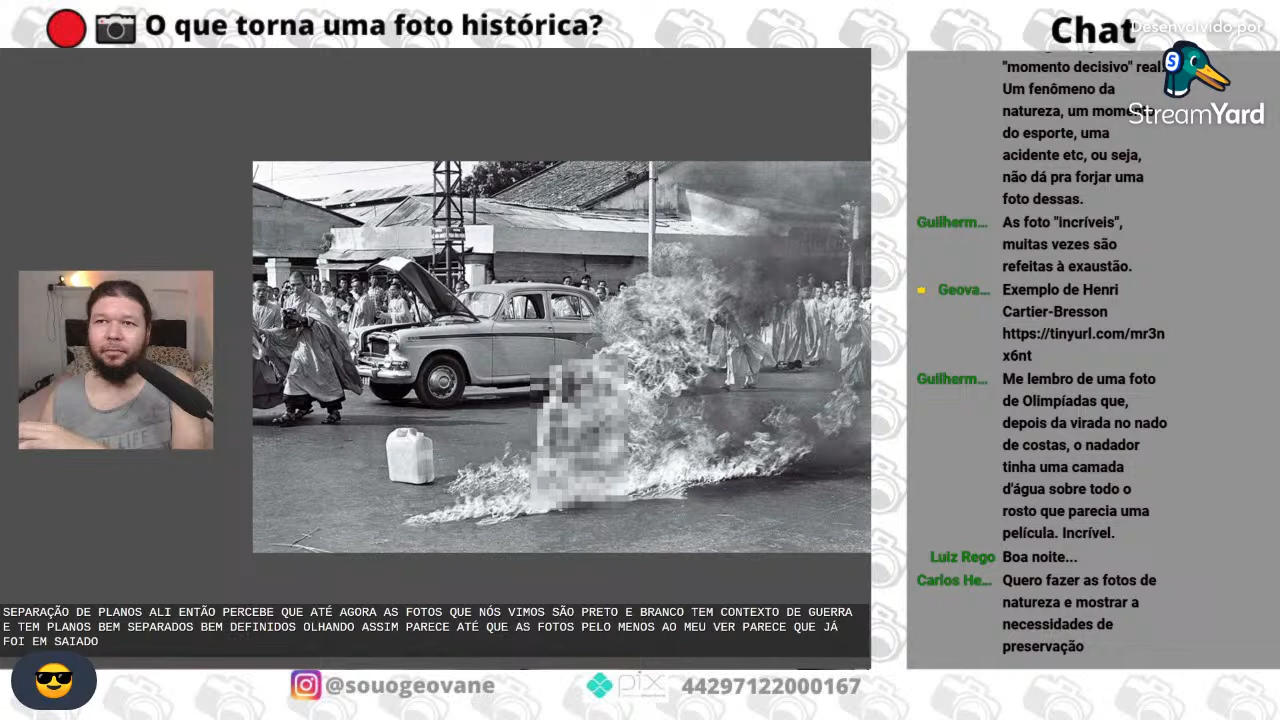 O que torna uma foto histórica?
Chat
Desenvolvido por
StreamYard
"momento decisivo" real.
Um fenômeno da
natureza, um momento
do esporte, uma
acidente etc, ou seja,
não dá pra forjar uma
foto dessas.
Guilherm... As foto "incríveis",
muitas vezes são
refeitas à exaustão.
Geova... Exemplo de Henri
Cartier-Bresson
https://tinyurl.com/mr3n
x6nt
Guilherm... Me lembro de uma foto
de Olimpíadas que,
depois da virada no nado
de costas, o nadador
tinha uma camada
d'água sobre todo o
rosto que parecia uma
película. Incrível.
Luiz Rego Boa noite...
Carlos He... Quero fazer as fotos de
natureza e mostrar a
necessidades de
preservação
SEPARAÇÃO DE PLANOS ALI ENTÃO PERCEBE QUE ATÉ AGORA AS FOTOS QUE NÓS VIMOS SÃO PRETO E BRANCO TEM CONTEXTO DE GUERRA
E TEM PLANOS BEM SEPARADOS BEM DEFINIDOS OLHANDO ASSIM PARECE ATÉ QUE AS FOTOS PELO MENOS AO MEU VER PARECE QUE JÁ
FOI EM SAIADO
@souogeovane
pix
44297122000167